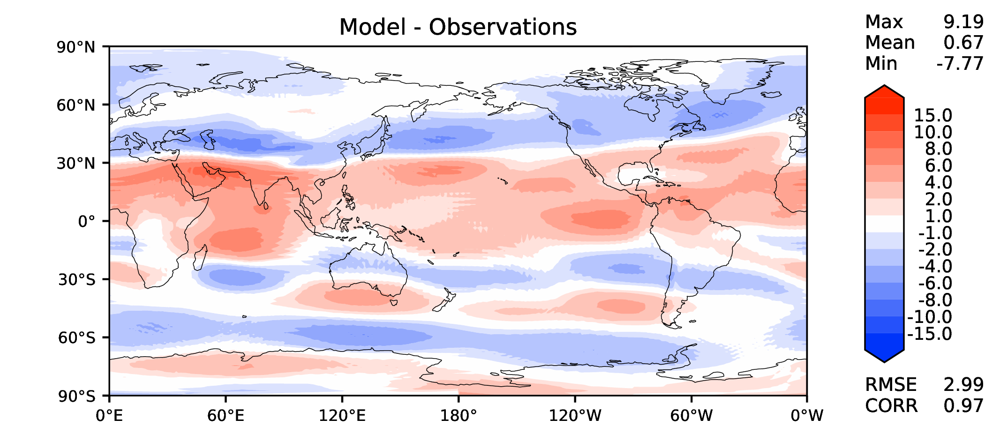 Model - Observations
Max 9.19
Mean 0.67
Min -7.77
90°N
60°N
30°N
0°
30°S
60°S
90°S
0°E 60°E 120°E 180° 120°W 60°W 0°W
15.0
10.0
8.0
6.0
4.0
2.0
1.0
-1.0
-2.0
-4.0
-6.0
-8.0
-10.0
-15.0
RMSE 2.99
CORR 0.97